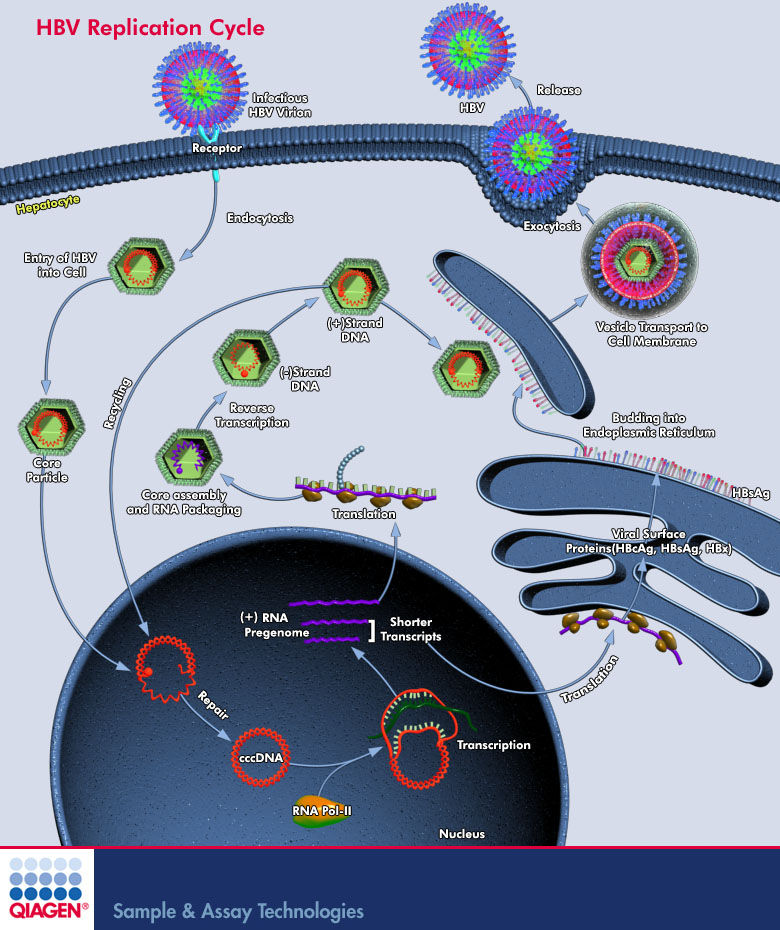 HBV Replication Cycle
Infectious
HBV Virion
HBV
Release
Receptor
Hepatocyte
Endocytosis
Exocytosis
Entry of HBV
into Cell
(+)Strand
DNA
Vesicle Transport to
Cell Membrane
(-)Strand
DNA
Recycling
Reverse
Transcription
Budding into
Endoplasmic Reticulum
Core
Particle
Core assembly
and RNA Packaging
Translation
HBsAg
Viral Surface
Proteins(HBcAg, HBsAg, HBx)
(+) RNA
Pregenome
Shorter
Transcripts
Translation
Repair
cccDNA
Transcription
RNA Pol-II
Nucleus
QIAGEN®
Sample & Assay Technologies